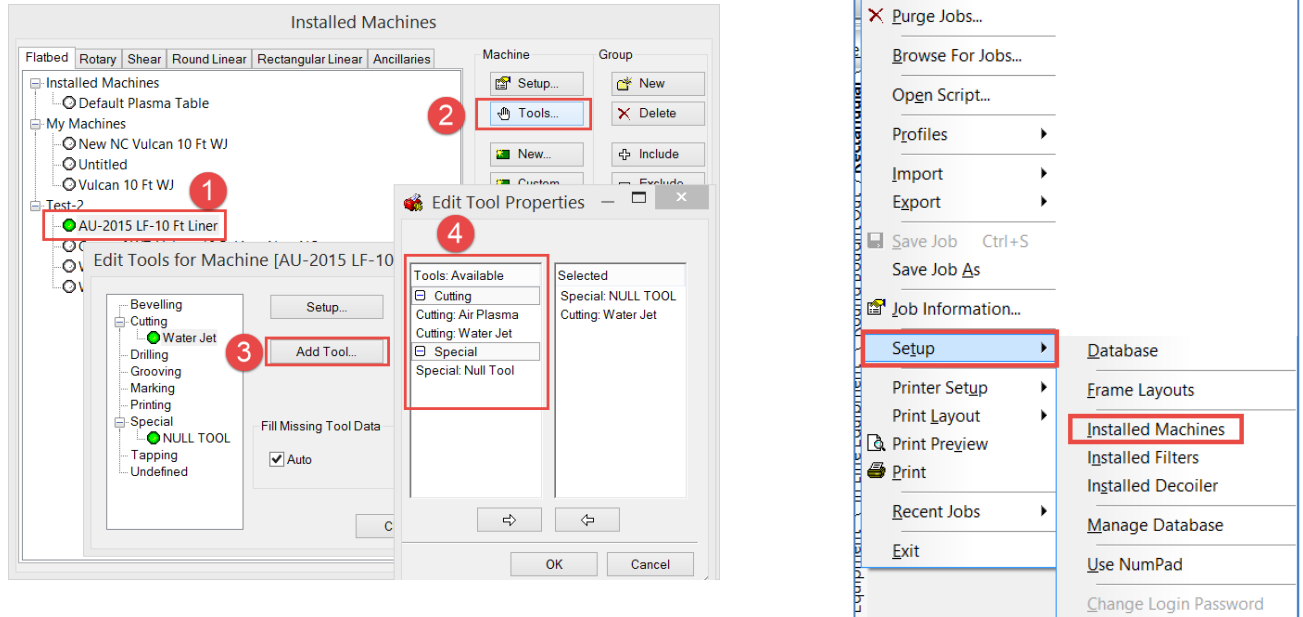 Installed Machines
Flatbed Rotary Shear Round Linear Rectangular Linear Ancillaries
Installed Machines
Default Plasma Table
My Machines
New NC Vulcan 10 Ft WJ
Untitled
Vulcan 10 Ft WJ
1
Test-2
AU-2015 LF-10 Ft Liner
Machine
Setup...
2
Tools...
New...
Custom
Group
New
Delete
Include
Exclude
Edit Tools for Machine [AU-2015 LF-10
Bevelling
Cutting
Water Jet
Drilling
Grooving
Marking
Printing
Special
NULL TOOL
Tapping
Undefined
Setup...
3
Add Tool...
Fill Missing Tool Data
Auto
Edit Tool Properties
4
Tools: Available
Cutting
Cutting: Air Plasma
Cutting: Water Jet
Special
Special: Null Tool
Selected
Special: NULL TOOL
Cutting: Water Jet
OK Cancel
Purge Jobs...
Browse For Jobs...
Open Script...
Profiles
Import
Export
Save Job Ctrl+S
Save Job As
Job Information...
Setup
Printer Setup
Print Layout
Print Preview
Print
Recent Jobs
Exit
Database
Frame Layouts
Installed Machines
Installed Filters
Installed Decoiler
Manage Database
Use NumPad
Change Login Password